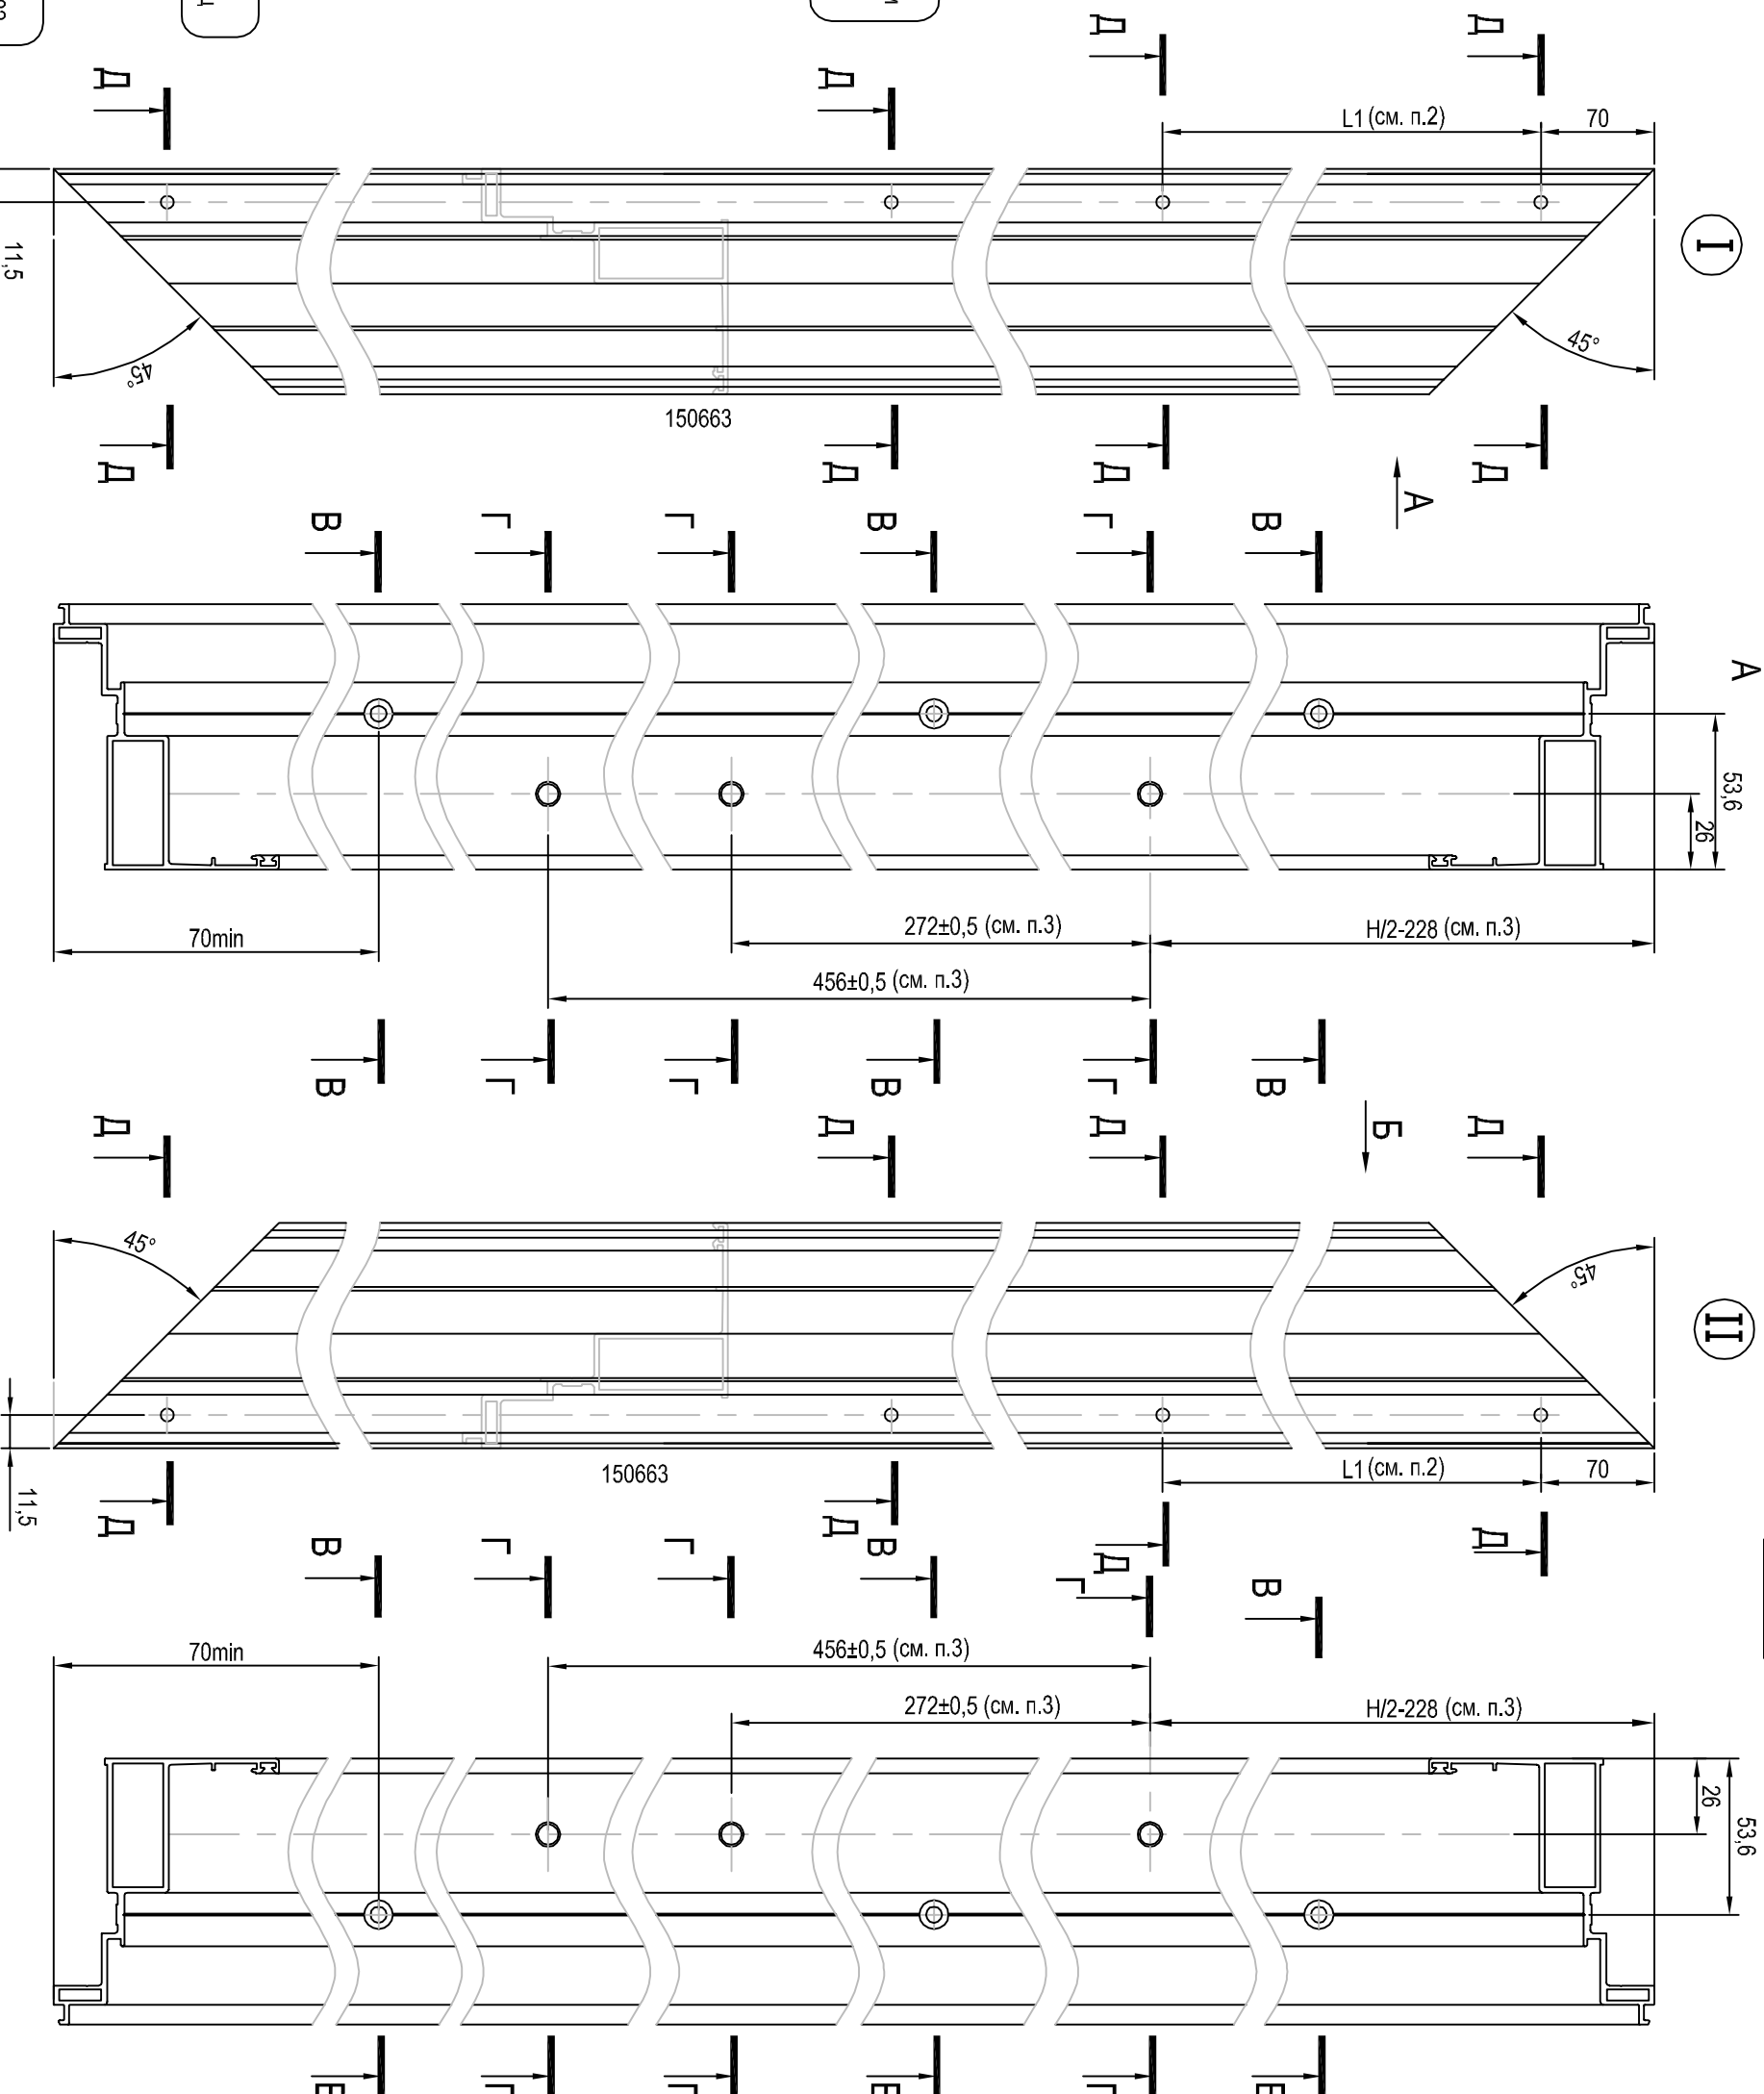 Д Д
Д Д
L1 (см. п.2) 70
I
11,5
45° 45°
150663
Д Д Д Д
А
В Г Г В Г В
А
53,6
26
70min 272±0,5 (см. п.3) H/2-228 (см. п.3)
456±0,5 (см. п.3)
В Г Г В Г В
Б
Д Д Д Д
45° 45°
II
150663 L1 (см. п.2) 70
11,5
Д Д Д Д
В Г Г В Г В
70min 456±0,5 (см. п.3)
272±0,5 (см. п.3) H/2-228 (см. п.3)
26
53,6